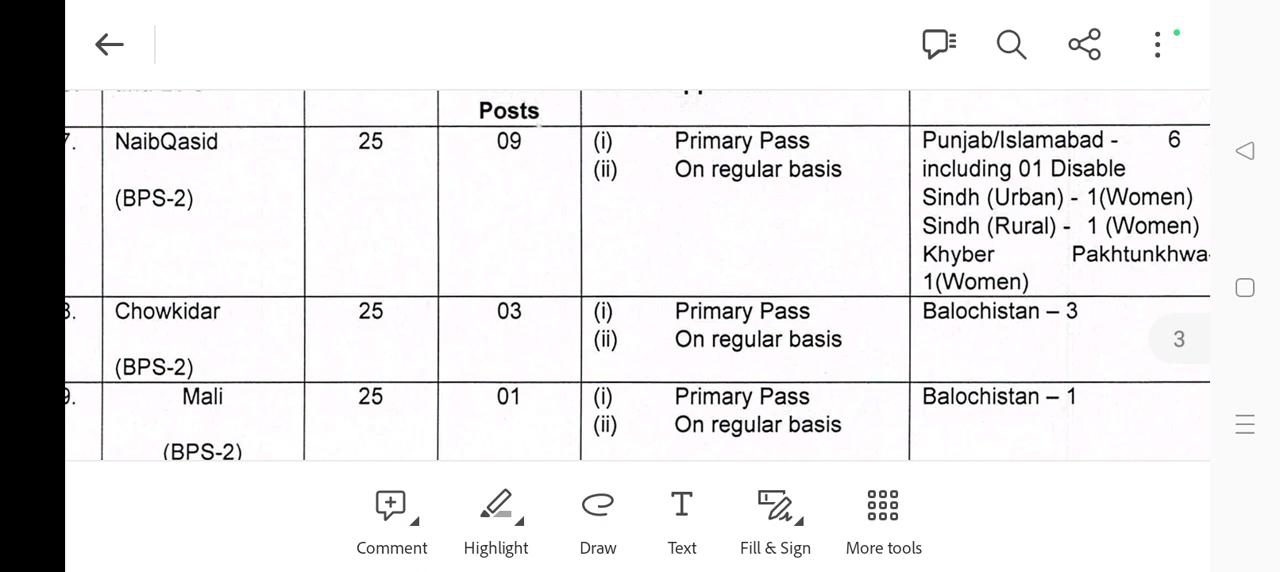 Posts
7. NaibQasid 25 09 (i) Primary Pass Punjab/Islamabad - 6
(ii) On regular basis including 01 Disable
(BPS-2) Sindh (Urban) - 1(Women)
Sindh (Rural) - 1 (Women)
Khyber Pakhtunkhwa-
1(Women)
8. Chowkidar 25 03 (i) Primary Pass Balochistan – 3
(ii) On regular basis
3
(BPS-2)
9. Mali 25 01 (i) Primary Pass Balochistan – 1
(ii) On regular basis
(BPS-2)
Comment Highlight Draw Text Fill & Sign More tools